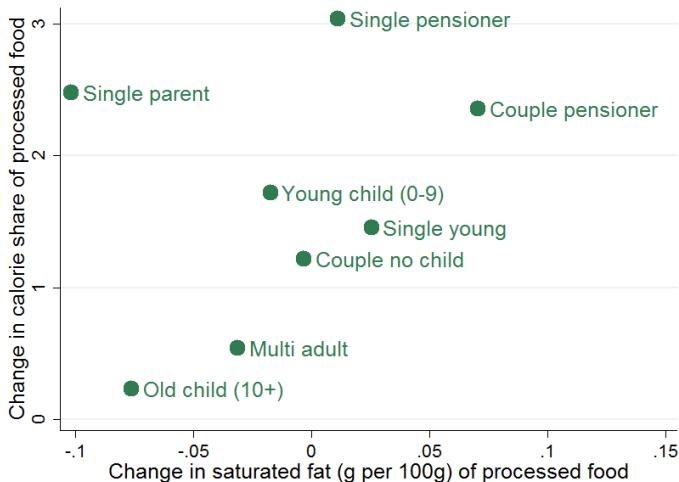 Change in calorie share of processed food
3
2
1
0
Single pensioner
Single parent
Couple pensioner
Young child (0-9)
Single young
Couple no child
Multi adult
Old child (10+)
-.1 -.05 0 .05 .1 .15
Change in saturated fat (g per 100g) of processed food